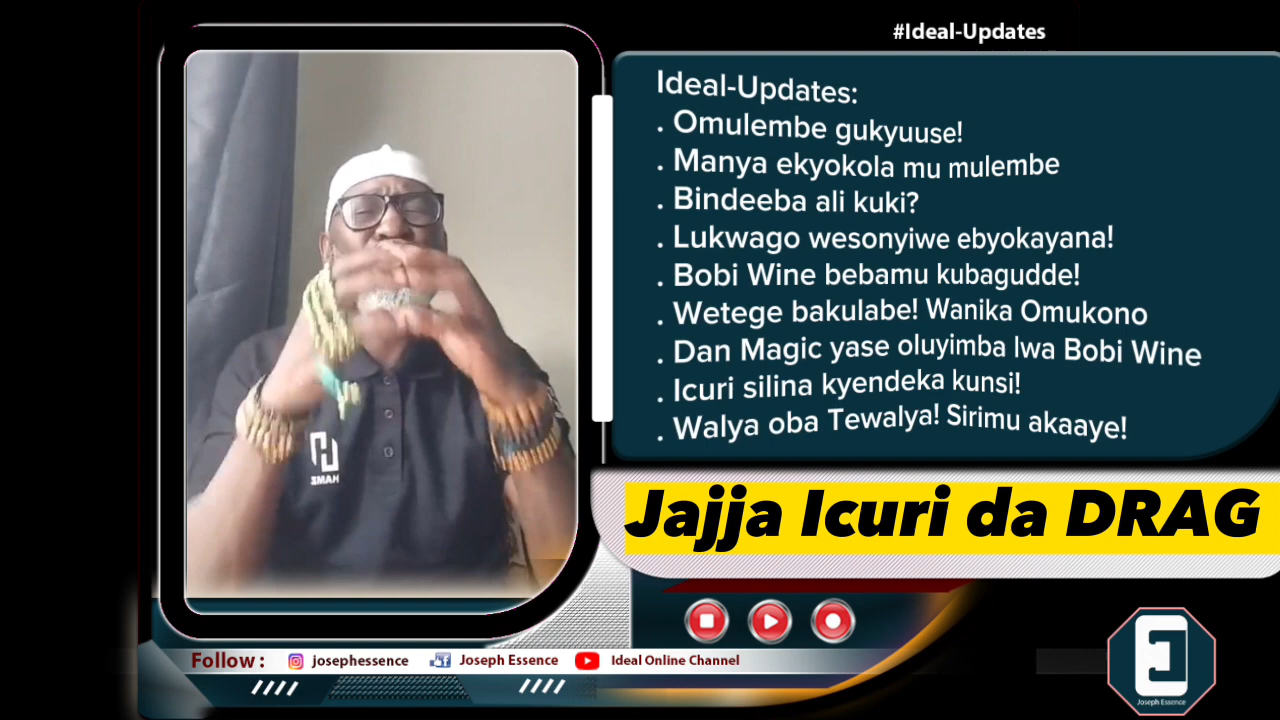 #Ideal-Updates
Ideal-Updates:
. Omulembe gukyuuse!
. Manya ekyokola mu mulembe
. Bindeeba ali kuki?
. Lukwago wesonyiwe ebyokayana!
. Bobi Wine bebamu kubagudde!
. Wetege bakulabe! Wanika Omukono
. Dan Magic yase oluyimba lwa Bobi Wine
. Icuri silina kyendeka kunsi!
. Walya oba Tewalya! Sirimu akaaye!
Jajja Icuri da DRAG
Follow : josephessence Joseph Essence Ideal Online Channel
Joseph Essence